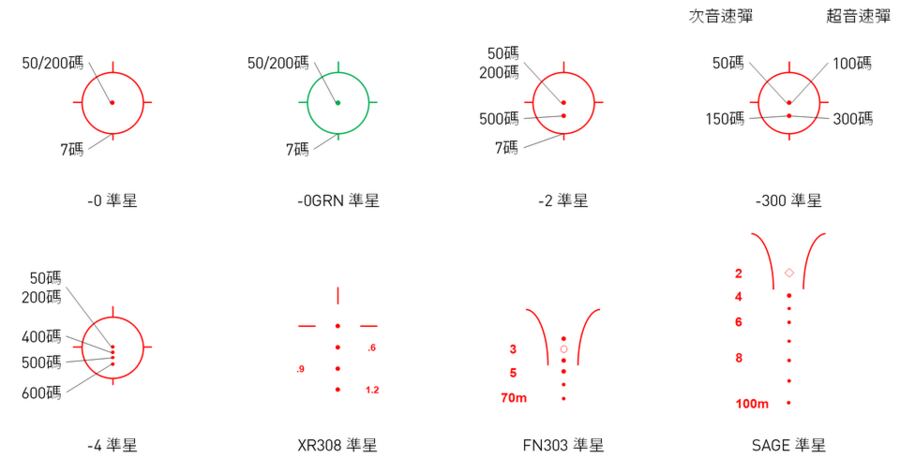 次音速彈 超音速彈
50/200碼
7碼
-0 準星
50/200碼
7碼
-0GRN 準星
50碼
200碼
500碼
7碼
-2 準星
50碼 100碼
150碼 300碼
-300 準星
50碼
200碼
400碼
500碼
600碼
-4 準星
.6
.9
1.2
XR308 準星
3
5
70m
FN303 準星
2
4
6
8
100m
SAGE 準星